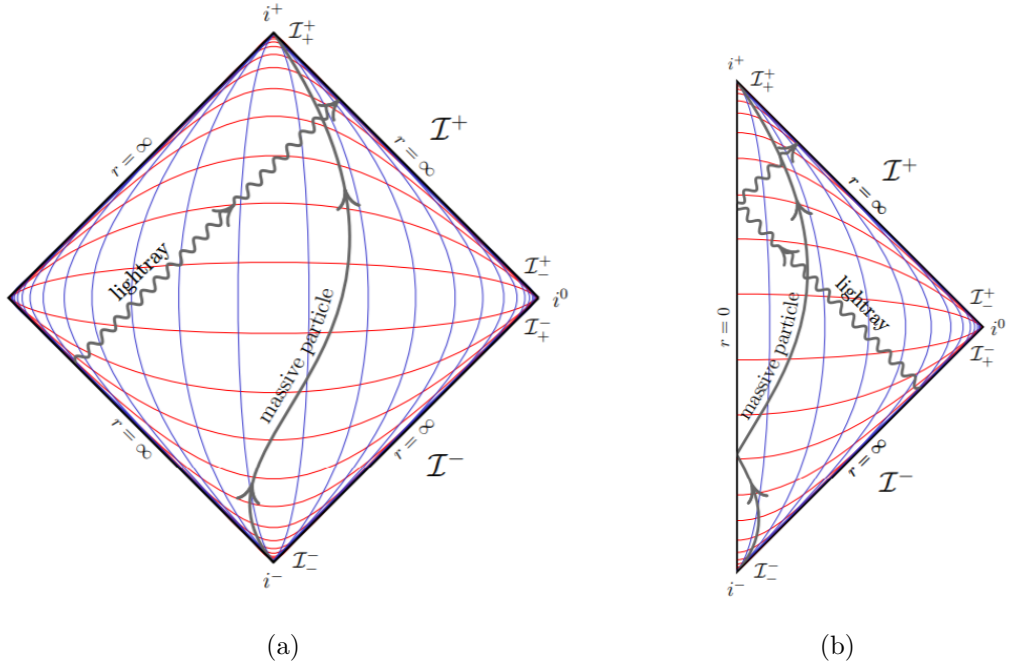 i⁺
ℐ⁺₊
r = ∞
r = ∞
ℐ⁺
lightray
ℐ⁺₋
i⁰
ℐ⁻₊
massive particle
r = ∞
r = ∞
ℐ⁻
ℐ⁻₋
i⁻
(a)
i⁺
ℐ⁺₊
ℐ⁺
r = ∞
lightray
ℐ⁺₋
i⁰
ℐ⁻₊
r = 0
massive particle
r = ∞
ℐ⁻
ℐ⁻₋
i⁻
(b)